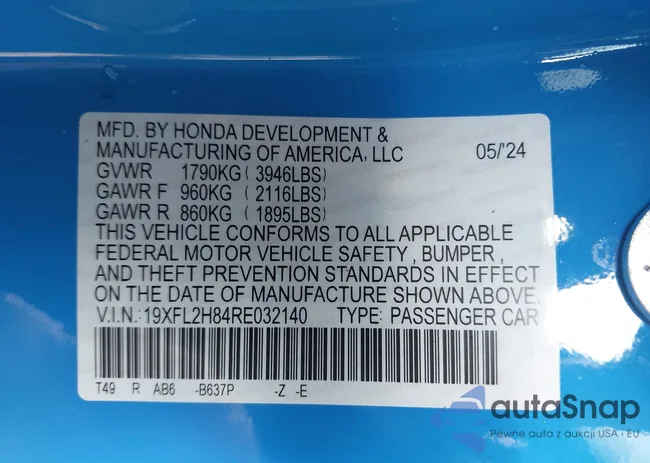 MFD. BY HONDA DEVELOPMENT &
MANUFACTURING OF AMERICA, LLC 05/'24
GVWR 1790KG ( 3946LBS)
GAWR F 960KG ( 2116LBS)
GAWR R 860KG ( 1895LBS)
THIS VEHICLE CONFORMS TO ALL APPLICABLE
FEDERAL MOTOR VEHICLE SAFETY , BUMPER ,
AND THEFT PREVENTION STANDARDS IN EFFECT
ON THE DATE OF MANUFACTURE SHOWN ABOVE.
V.I.N.:19XFL2H84RE032140 TYPE: PASSENGER CAR
T49 R AB6 -B637P -Z -E
autaSnap
Pewne auta z aukcji USA i EU